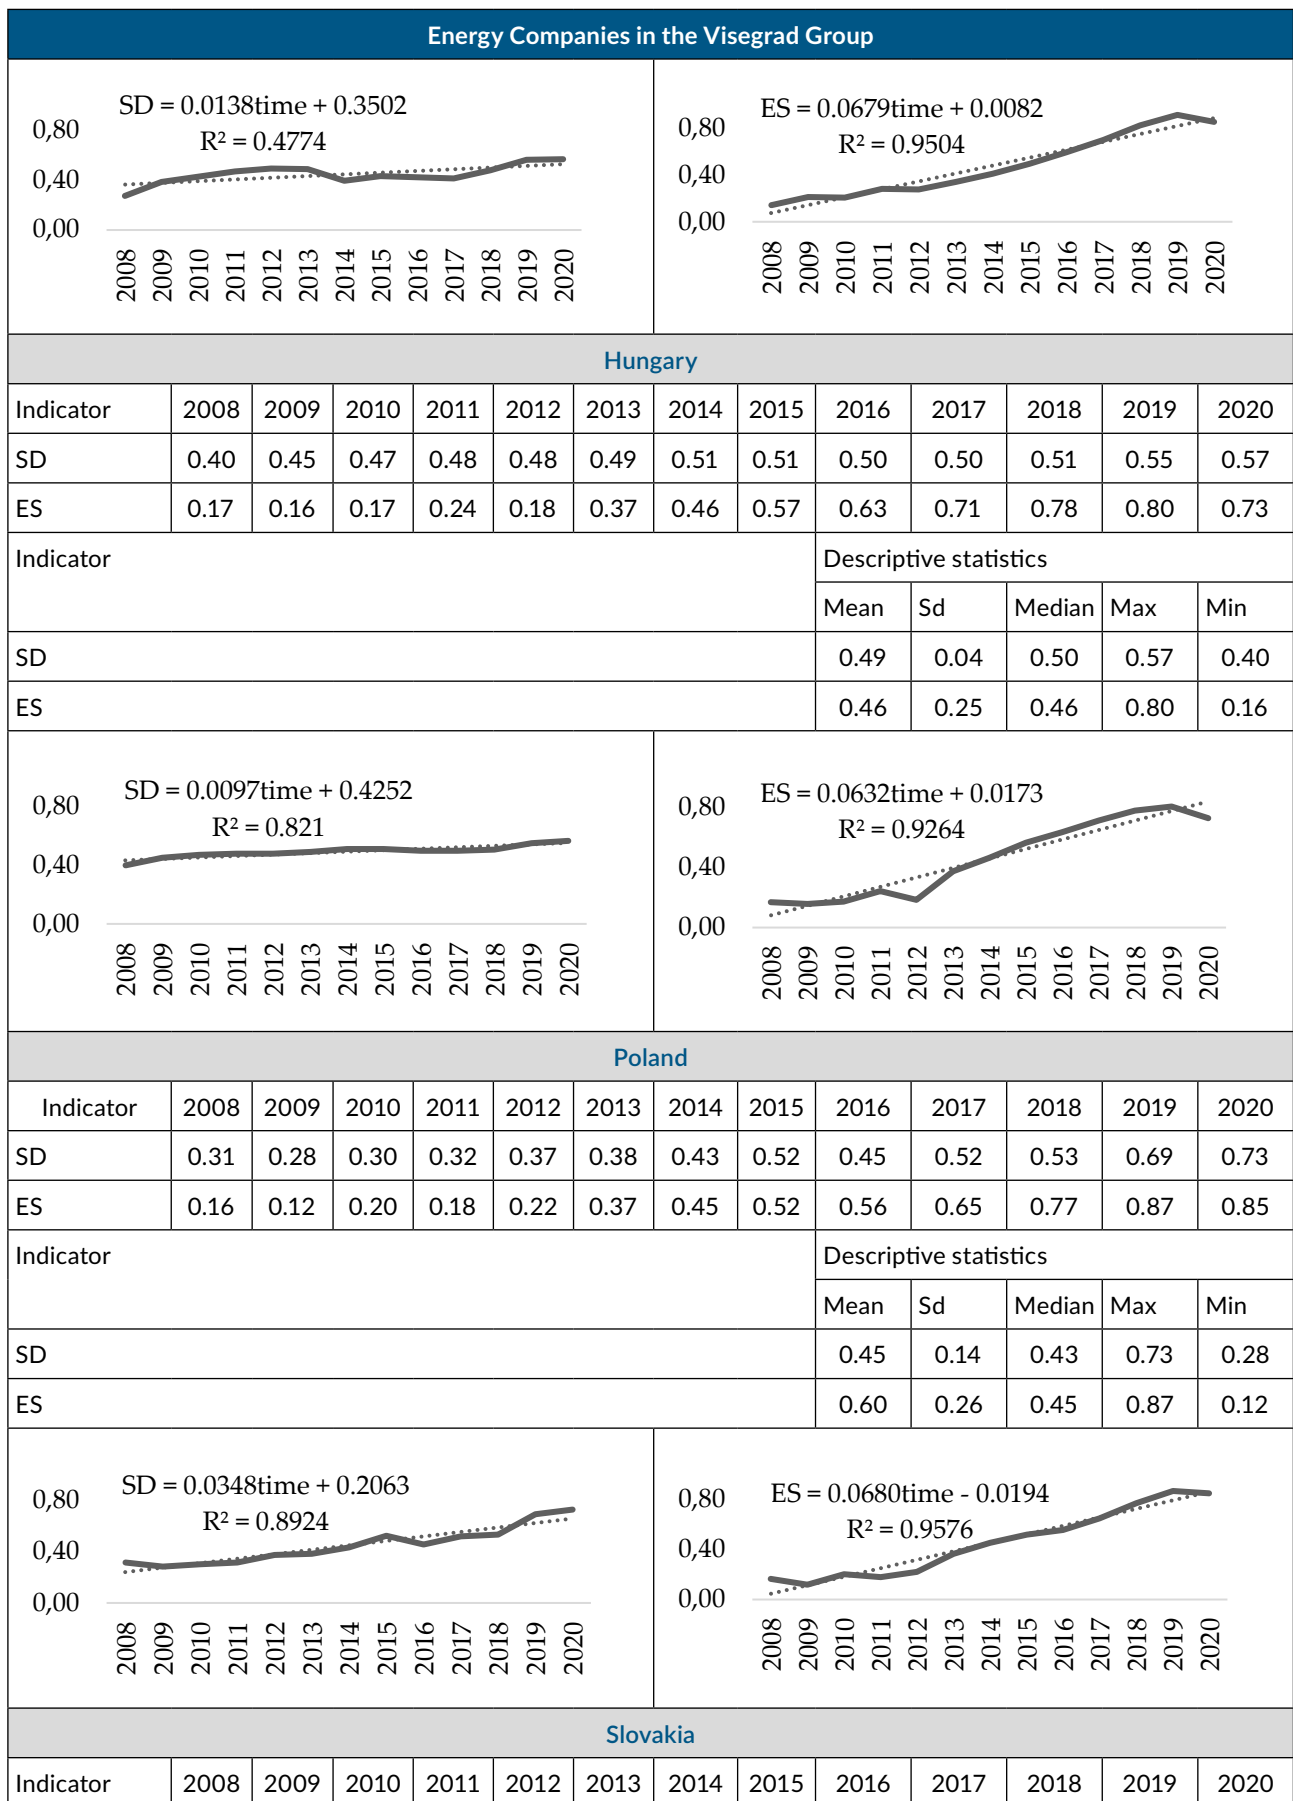 Energy Companies in the Visegrad Group
SD = 0.0138time + 0.3502
R² = 0.4774
0,80
0,40
0,00
2008 2009 2010 2011 2012 2013 2014 2015 2016 2017 2018 2019 2020
ES = 0.0679time + 0.0082
R² = 0.9504
0,80
0,40
0,00
2008 2009 2010 2011 2012 2013 2014 2015 2016 2017 2018 2019 2020
Hungary
Indicator 2008 2009 2010 2011 2012 2013 2014 2015 2016 2017 2018 2019 2020
SD 0.40 0.45 0.47 0.48 0.48 0.49 0.51 0.51 0.50 0.50 0.51 0.55 0.57
ES 0.17 0.16 0.17 0.24 0.18 0.37 0.46 0.57 0.63 0.71 0.78 0.80 0.73
Indicator Descriptive statistics
Mean Sd Median Max Min
SD 0.49 0.04 0.50 0.57 0.40
ES 0.46 0.25 0.46 0.80 0.16
SD = 0.0097time + 0.4252
R² = 0.821
0,80
0,40
0,00
2008 2009 2010 2011 2012 2013 2014 2015 2016 2017 2018 2019 2020
ES = 0.0632time + 0.0173
R² = 0.9264
0,80
0,40
0,00
2008 2009 2010 2011 2012 2013 2014 2015 2016 2017 2018 2019 2020
Poland
Indicator 2008 2009 2010 2011 2012 2013 2014 2015 2016 2017 2018 2019 2020
SD 0.31 0.28 0.30 0.32 0.37 0.38 0.43 0.52 0.45 0.52 0.53 0.69 0.73
ES 0.16 0.12 0.20 0.18 0.22 0.37 0.45 0.52 0.56 0.65 0.77 0.87 0.85
Indicator Descriptive statistics
Mean Sd Median Max Min
SD 0.45 0.14 0.43 0.73 0.28
ES 0.60 0.26 0.45 0.87 0.12
SD = 0.0348time + 0.2063
R² = 0.8924
0,80
0,40
0,00
2008 2009 2010 2011 2012 2013 2014 2015 2016 2017 2018 2019 2020
ES = 0.0680time - 0.0194
R² = 0.9576
0,80
0,40
0,00
2008 2009 2010 2011 2012 2013 2014 2015 2016 2017 2018 2019 2020
Slovakia
Indicator 2008 2009 2010 2011 2012 2013 2014 2015 2016 2017 2018 2019 2020